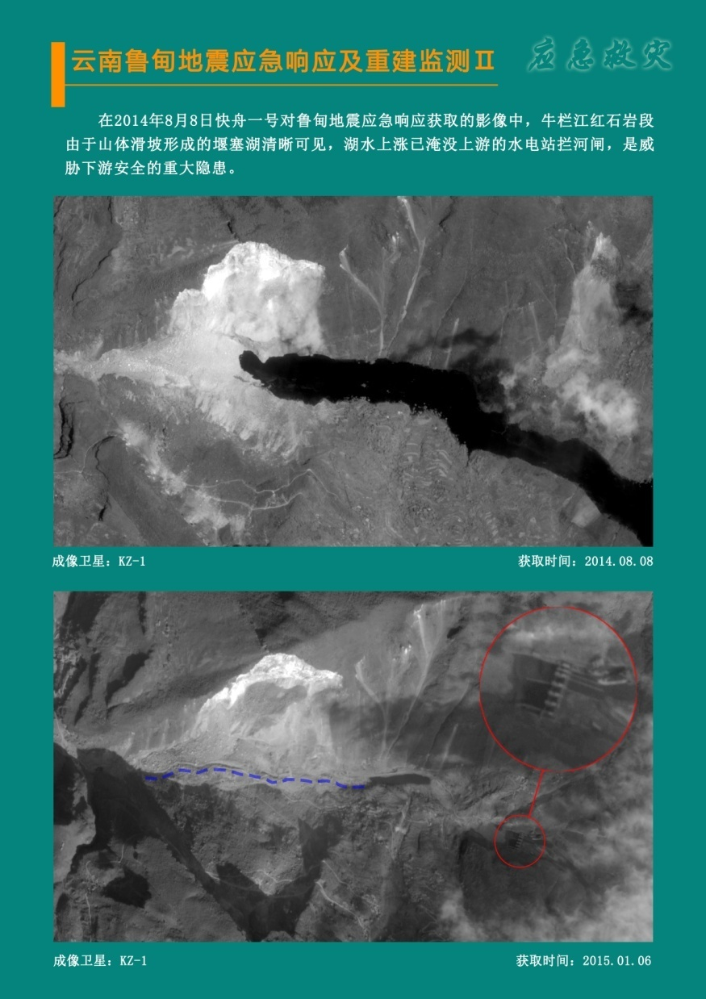 云南鲁甸地震应急响应及重建监测Ⅱ
应急救灾
在2014年8月8日快舟一号对鲁甸地震应急响应获取的影像中，牛栏江红石岩段
由于山体滑坡形成的堰塞湖清晰可见，湖水上涨已淹没上游的水电站拦河闸，是威
胁下游安全的重大隐患。
成像卫星：KZ-1
获取时间：2014.08.08
成像卫星：KZ-1
获取时间：2015.01.06